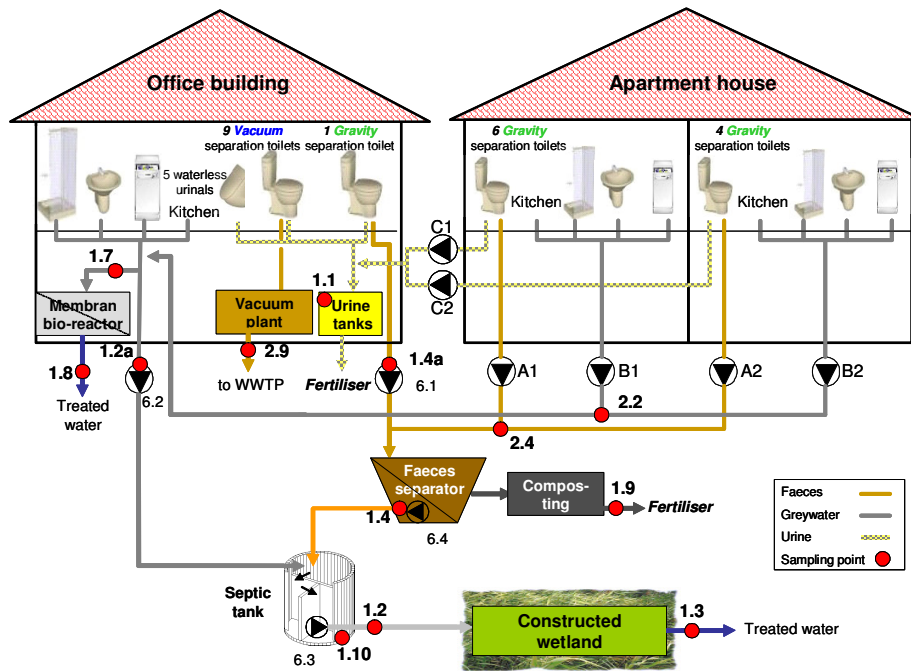 Office building
Apartment house
9 Vacuum
separation toilets
1 Gravity
separation toilet
6 Gravity
separation toilets
4 Gravity
separation toilets
5 waterless
urinals
Kitchen
Kitchen
Kitchen
C1
C2
1.7
1.1
Membran
bio-reactor
Vacuum
plant
Urine
tanks
1.2a
2.9
1.4a
1.8
6.2
to WWTP
Fertiliser
6.1
A1
B1
A2
B2
Treated
water
2.2
2.4
Faeces
separator
Compos-
ting
1.9
Fertiliser
1.4
6.4
Faeces
Greywater
Urine
Sampling point
Septic
tank
1.2
1.10
6.3
Constructed
wetland
1.3
Treated water